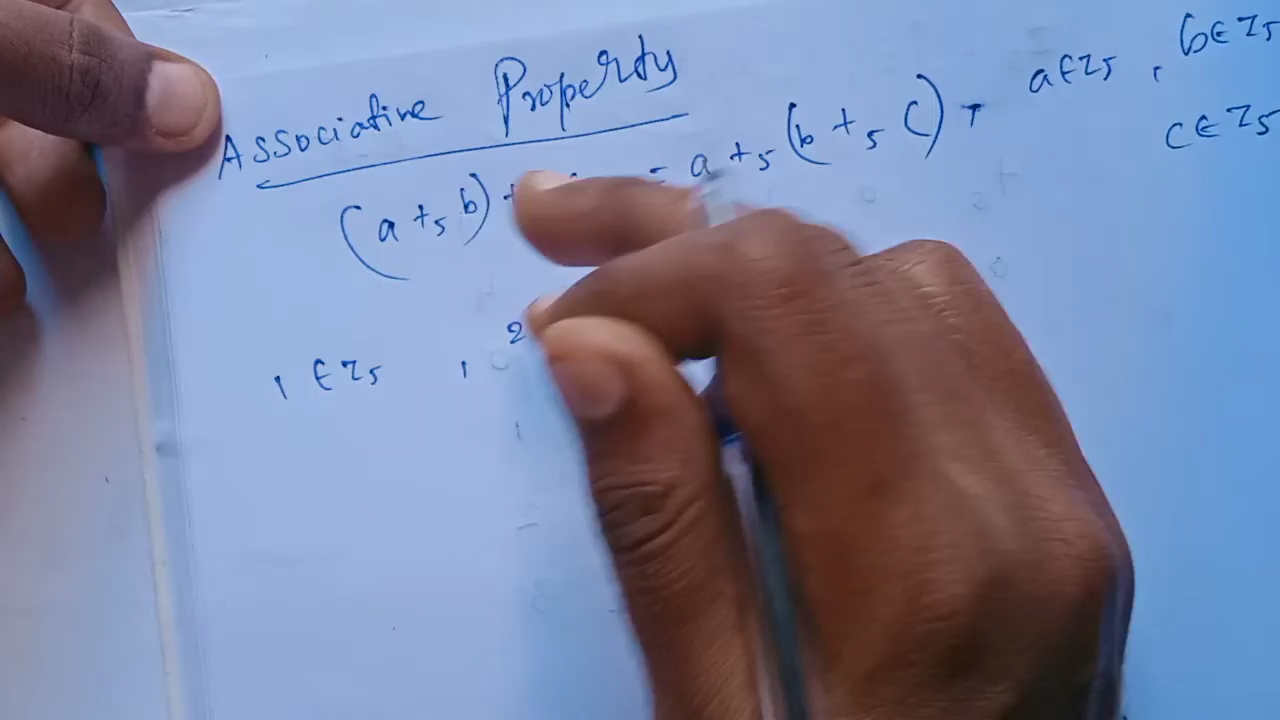 Associative Property
(a +₅ b) + = a +₅ (b +₅ c) . a ∈ Z₅ , b ∈ Z₅
c ∈ Z₅
1 ∈ Z₅ , 2